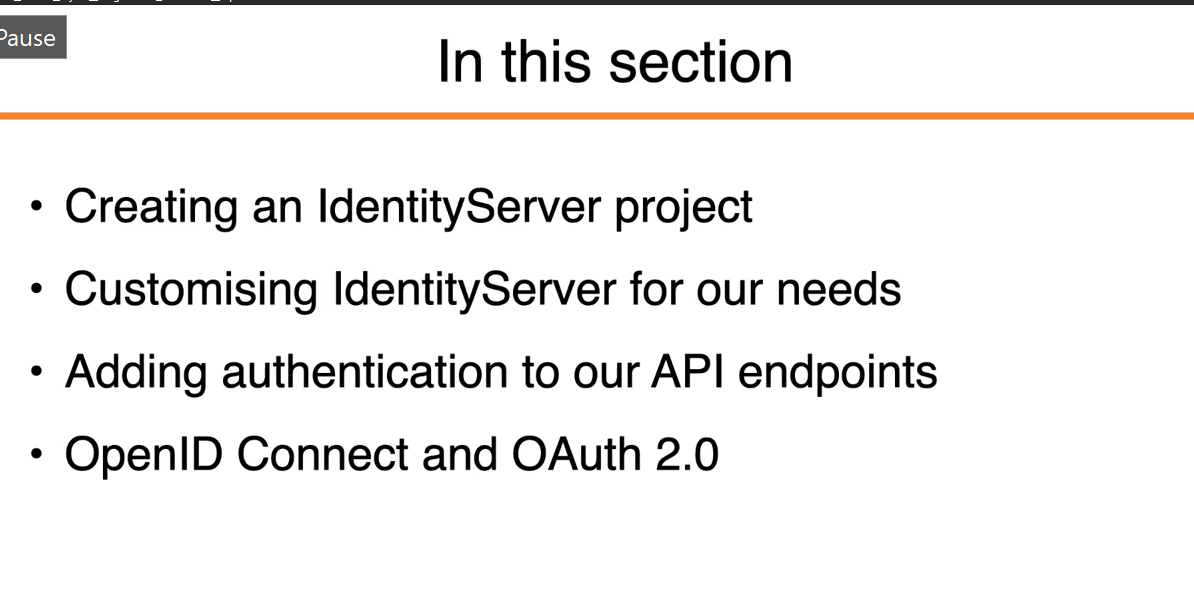 Pause
In this section
• Creating an IdentityServer project
• Customising IdentityServer for our needs
• Adding authentication to our API endpoints
• OpenID Connect and OAuth 2.0